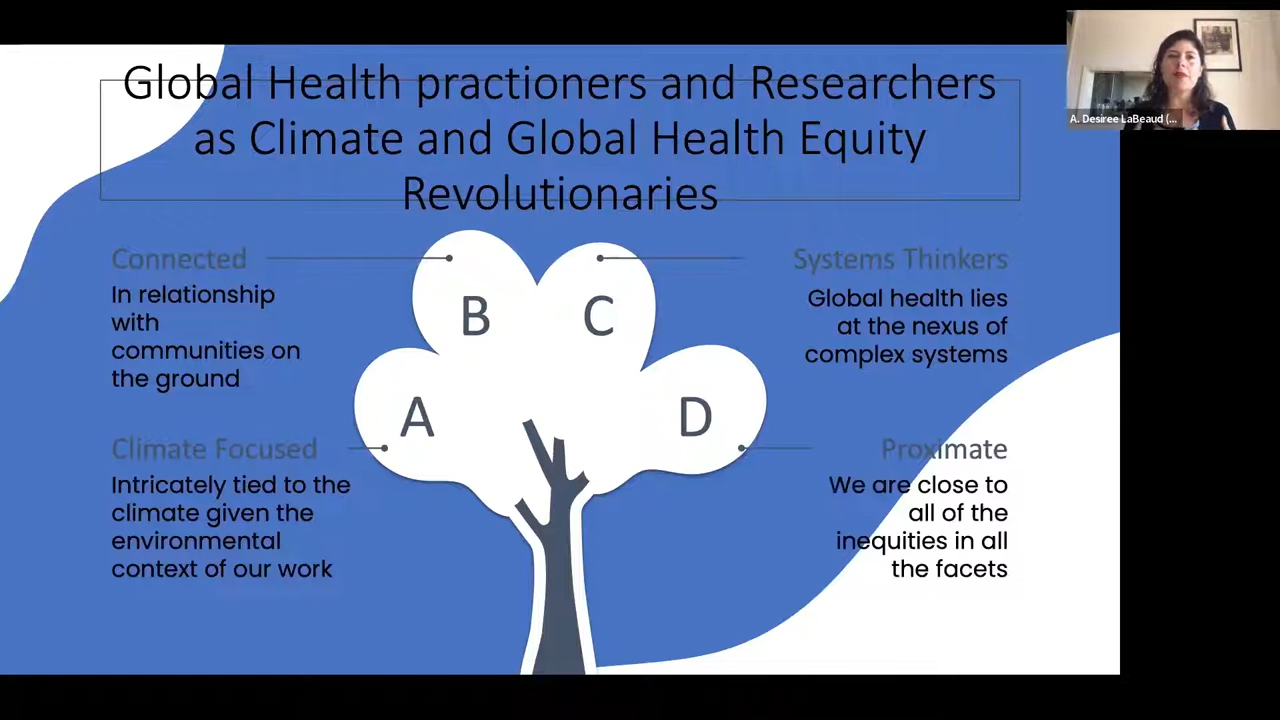 Global Health practioners and Researchers
as Climate and Global Health Equity
Revolutionaries
A. Desiree LaBeaud (...
Connected
In relationship
with
communities on
the ground
B
C
Systems Thinkers
Global health lies
at the nexus of
complex systems
A
D
Climate Focused
Intricately tied to the
climate given the
environmental
context of our work
Proximate
We are close to
all of the
inequities in all
the facets